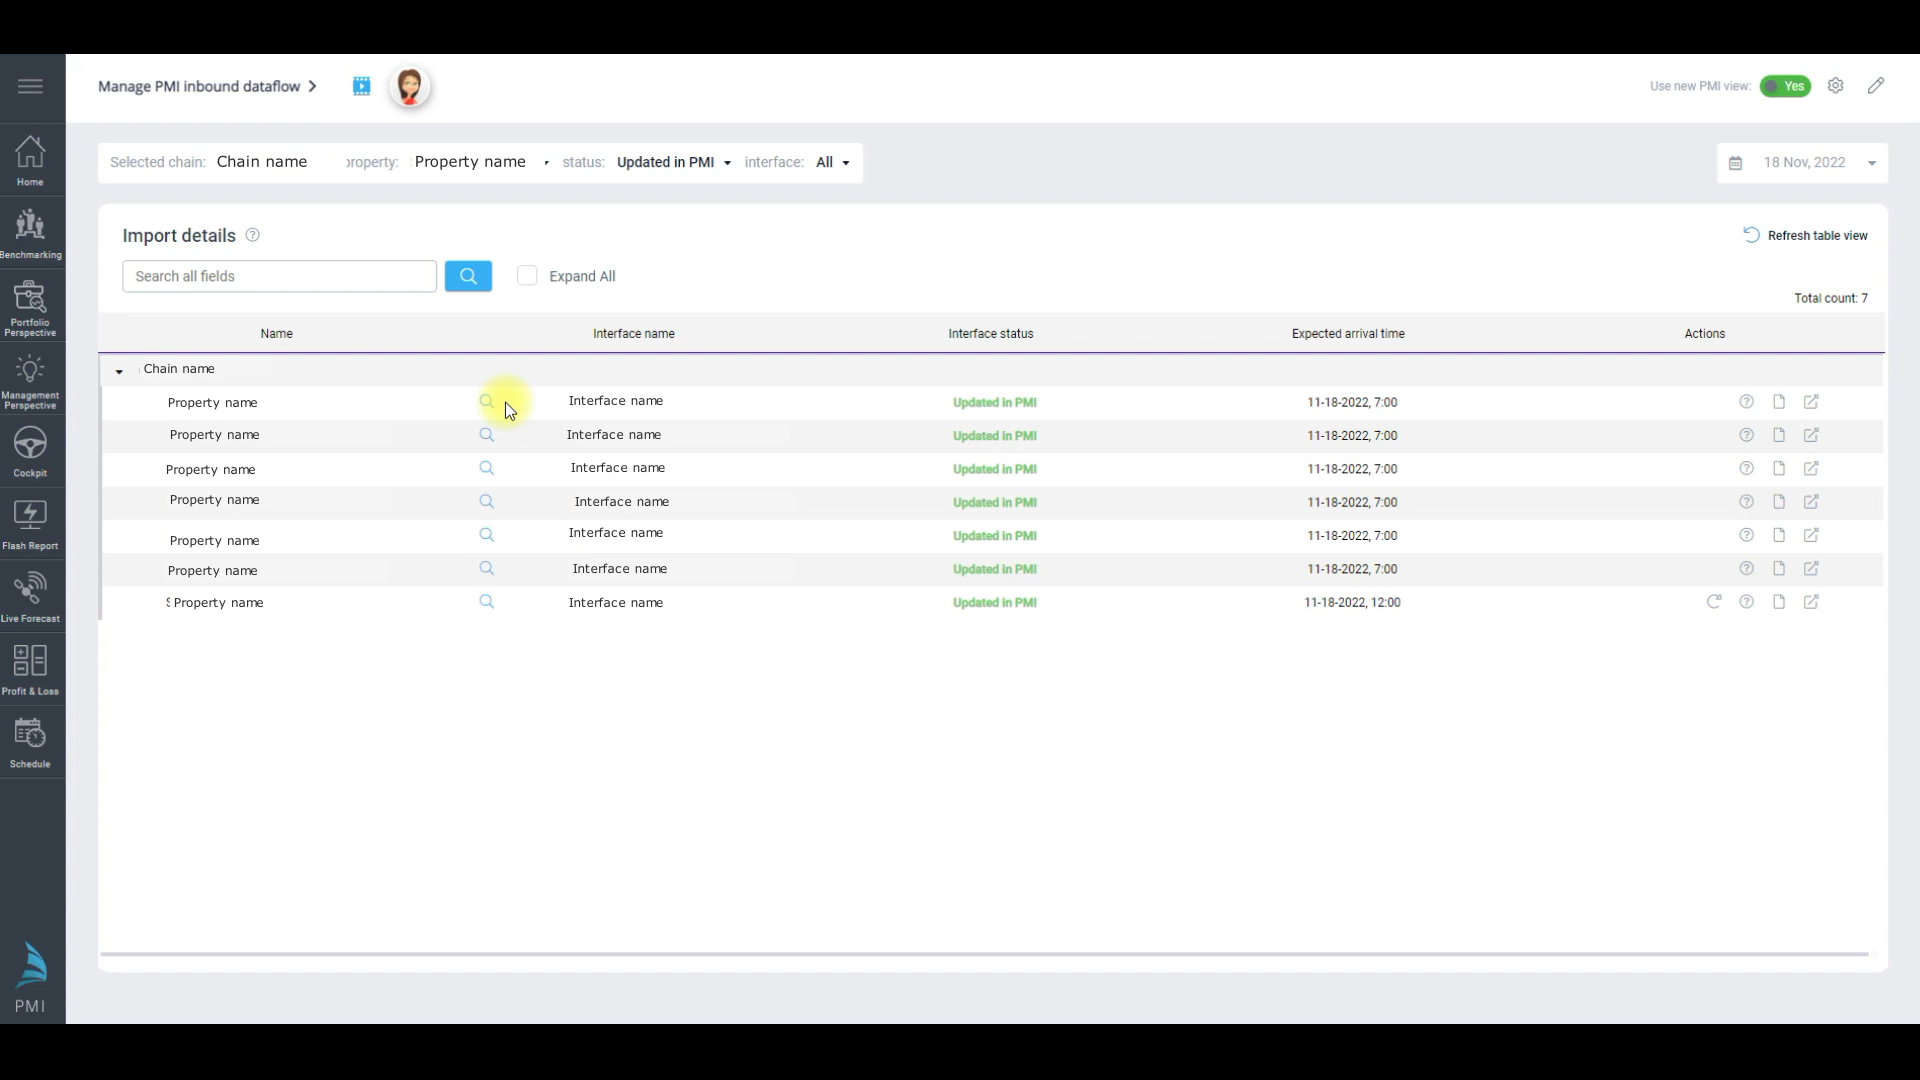 Manage PMI inbound dataflow
Use new PMI view: Yes
Selected chain: Chain name property: Property name status: Updated in PMI interface: All
18 Nov, 2022
Home
Benchmarking
Portfolio
Perspective
Management
Perspective
Cockpit
Flash Report
Live Forecast
Profit & Loss
Schedule
PMI
Import details
Refresh table view
Search all fields
Expand All
Total count: 7
Name Interface name Interface status Expected arrival time Actions
Chain name
Property name Interface name Updated in PMI 11-18-2022, 7:00
Property name Interface name Updated in PMI 11-18-2022, 7:00
Property name Interface name Updated in PMI 11-18-2022, 7:00
Property name Interface name Updated in PMI 11-18-2022, 7:00
Property name Interface name Updated in PMI 11-18-2022, 7:00
Property name Interface name Updated in PMI 11-18-2022, 7:00
Property name Interface name Updated in PMI 11-18-2022, 12:00